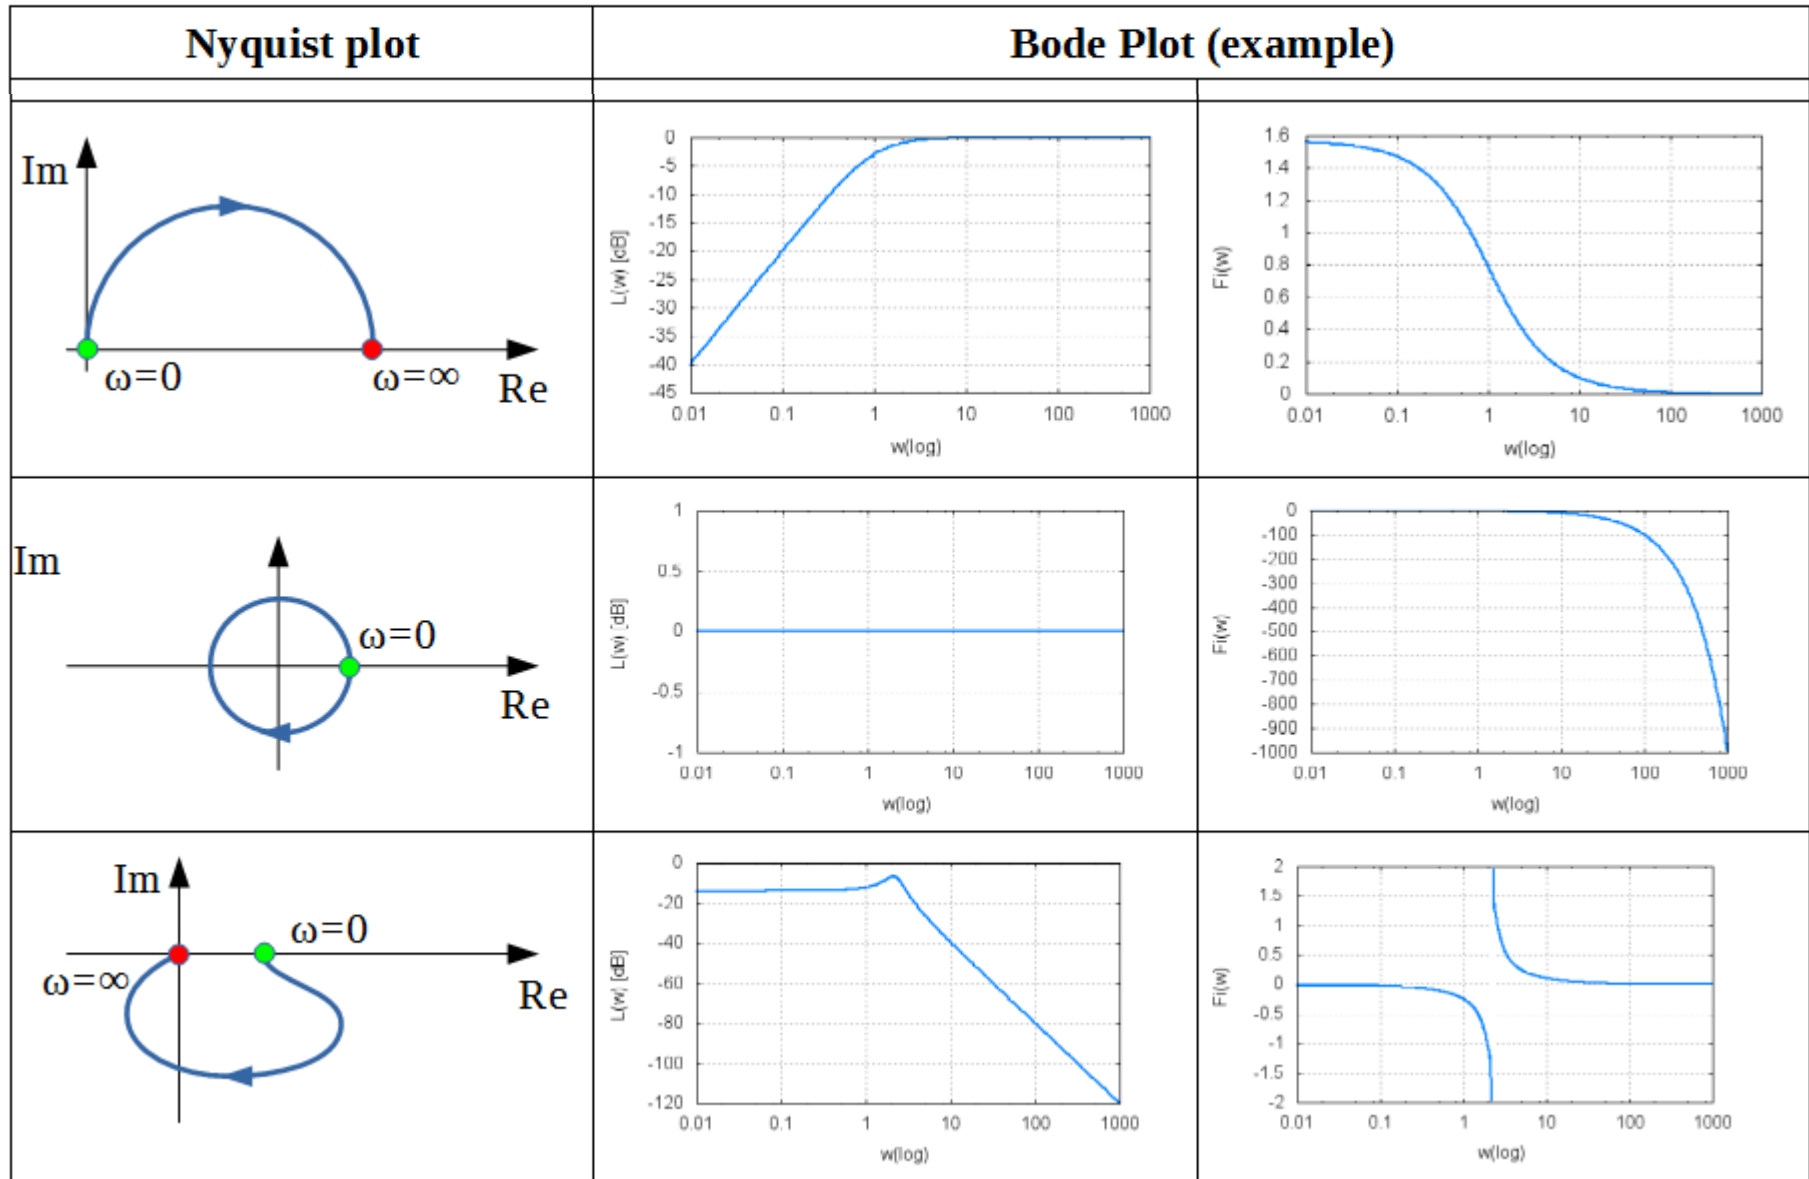 Nyquist plot
Bode Plot (example)
Im
ω=0
ω=∞
Re
0
-5
-10
-15
-20
-25
-30
-35
-40
-45
L(w) [dB]
0.01 0.1 1 10 100 1000
w(log)
1.6
1.4
1.2
1
0.8
0.6
0.4
0.2
0
Fi(w)
0.01 0.1 1 10 100 1000
w(log)
Im
ω=0
Re
1
0.5
0
-0.5
-1
L(w) [dB]
0.01 0.1 1 10 100 1000
w(log)
0
-100
-200
-300
-400
-500
-600
-700
-800
-900
-1000
Fi(w)
0.01 0.1 1 10 100 1000
w(log)
Im
ω=0
ω=∞
Re
0
-20
-40
-60
-80
-100
-120
L(w) [dB]
0.01 0.1 1 10 100 1000
w(log)
2
1.5
1
0.5
0
-0.5
-1
-1.5
-2
Fi(w)
0.01 0.1 1 10 100 1000
w(log)